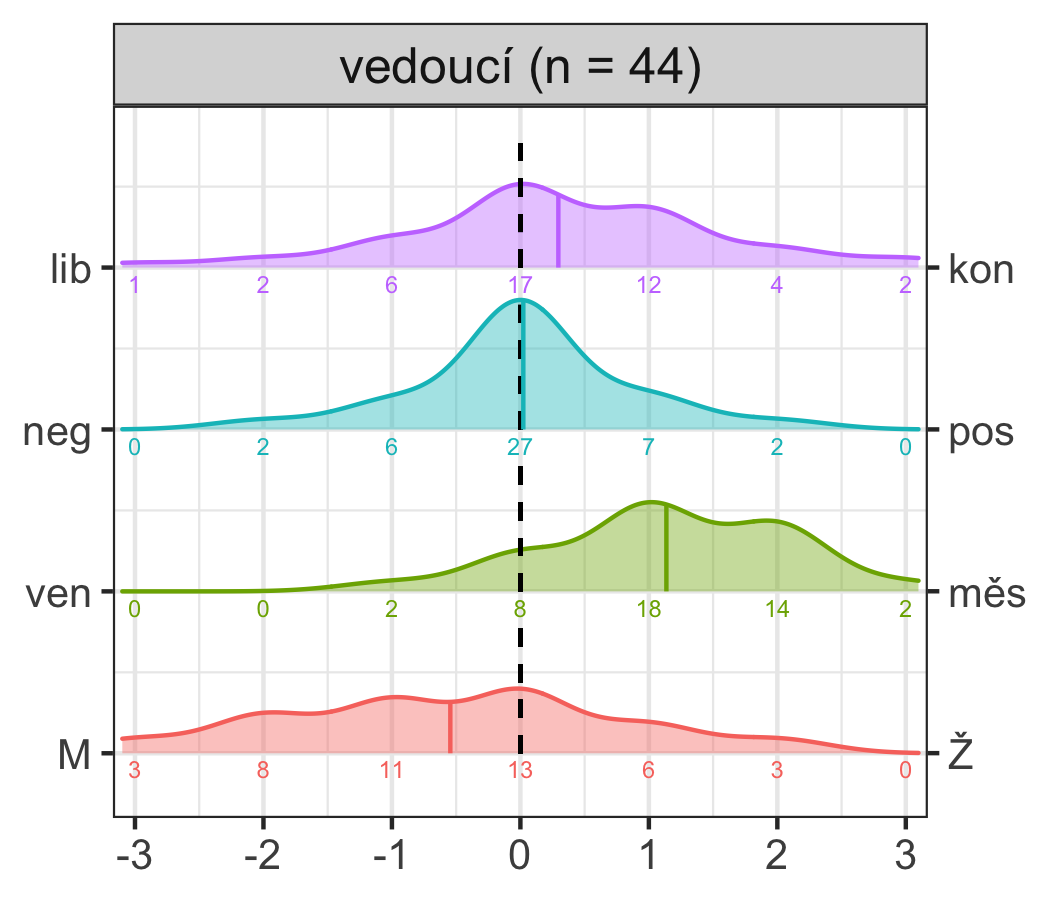 vedoucí (n = 44)
lib kon
1 2 6 17 12 4 2
neg pos
0 2 6 27 7 2 0
ven měs
0 0 2 8 18 14 2
M Ž
3 8 11 13 6 3 0
-3 -2 -1 0 1 2 3